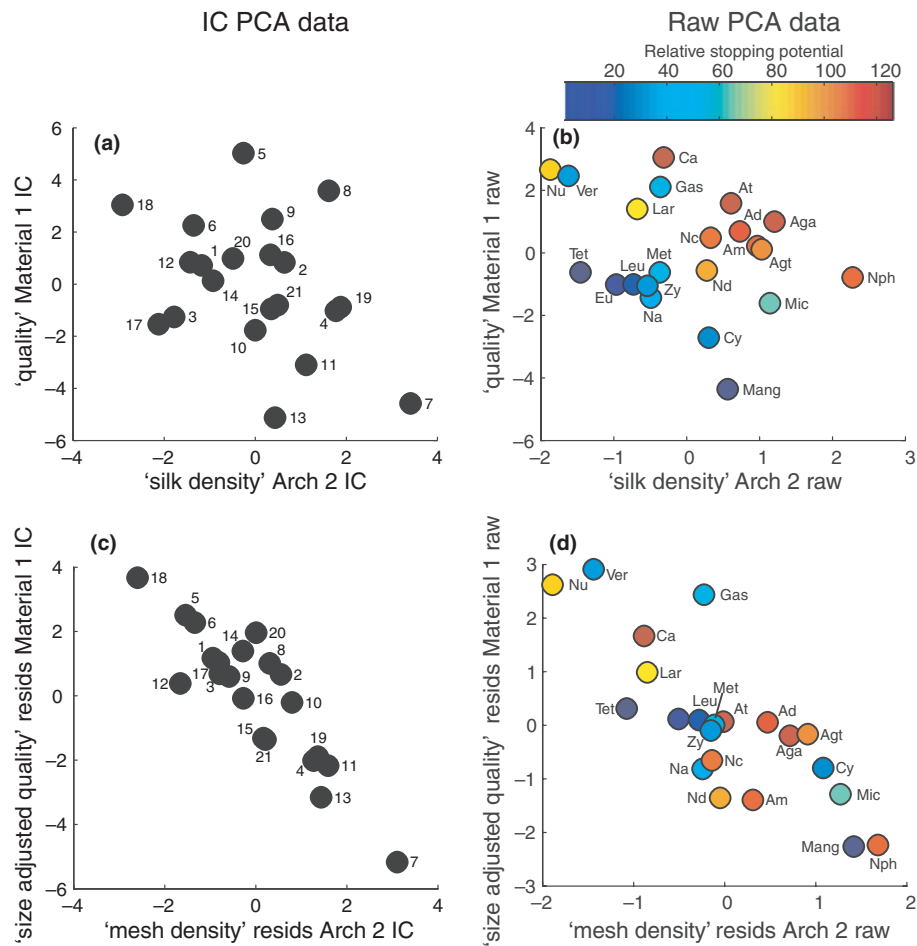 IC PCA data
Raw PCA data
Relative stopping potential
20 40 60 80 100 120
(a)
6
4
2
0
−2
−4
−6
−4 −2 0 2 4
'quality' Material 1 IC
'silk density' Arch 2 IC
5
18
8
6
9
20
16
12
1
2
14
21
19
15
4
17
3
10
11
7
13
(b)
4
2
0
−2
−4
−6
−2 −1 0 1 2 3
'quality' Material 1 raw
'silk density' Arch 2 raw
Ca
Nu
Ver
Gas
Lar
At
Ad
Aga
Nc
Am
Agt
Tet
Leu
Met
Nd
Nph
Eu
Zy
Na
Mic
Cy
Mang
(c)
4
2
0
−2
−4
−6
−4 −2 0 2 4
'size adjusted quality' resids Material 1 IC
'mesh density' resids Arch 2 IC
18
5
6
14
20
1
8
17
9
2
12
3
16
10
15
21
19
4
11
13
7
(d)
3
2
1
0
−1
−2
−3
−2 −1 0 1 2
'size adjusted quality' resids Material 1 raw
'mesh density' resids Arch 2 raw
Nu
Ver
Gas
Ca
Lar
Met
Tet
Leu
At
Ad
Zy
Aga
Agt
Na
Nc
Cy
Nd
Am
Mic
Mang
Nph